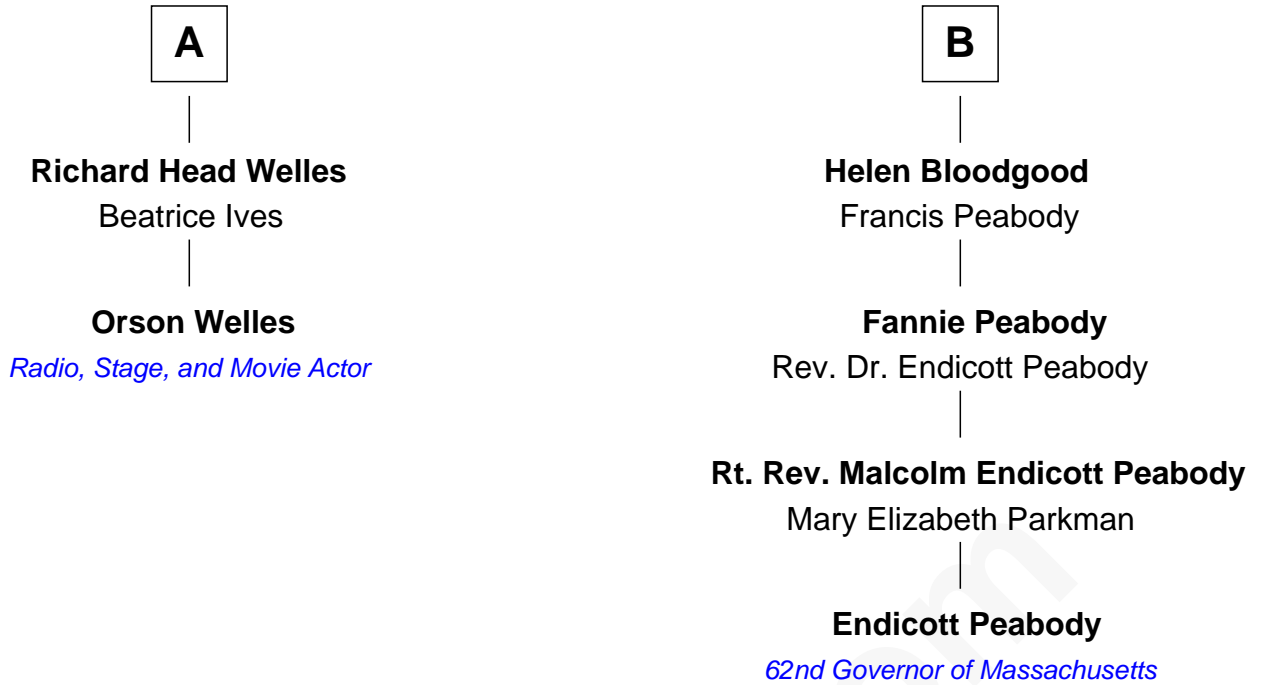 A
Richard Head Welles
Beatrice Ives
Orson Welles
Radio, Stage, and Movie Actor
B
Helen Bloodgood
Francis Peabody
Fannie Peabody
Rev. Dr. Endicott Peabody
Rt. Rev. Malcolm Endicott Peabody
Mary Elizabeth Parkman
Endicott Peabody
62nd Governor of Massachusetts